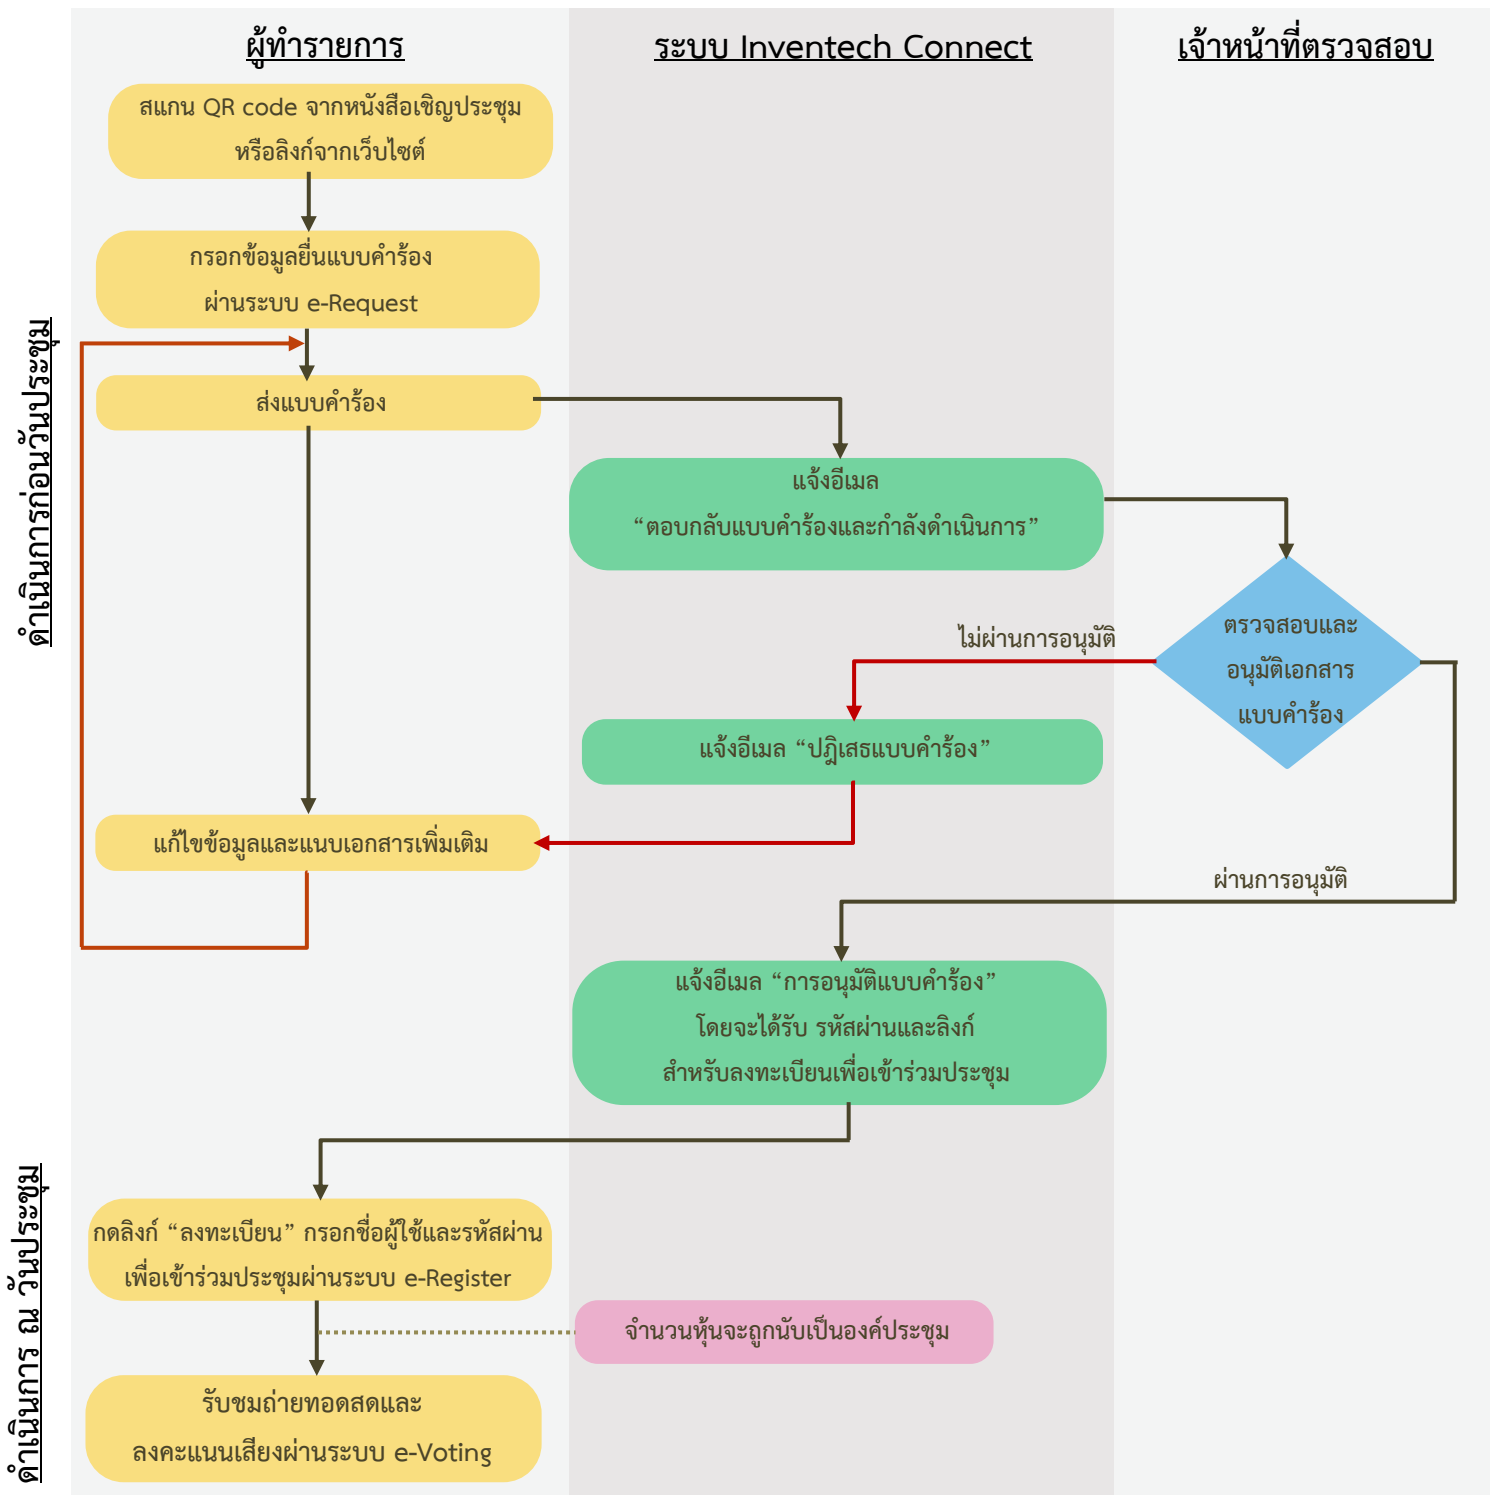 ผู้ทำรายการ
ระบบ Inventech Connect
เจ้าหน้าที่ตรวจสอบ
ดำเนินการก่อนวันประชุม
สแกน QR code จากหนังสือเชิญประชุม
หรือลิงก์จากเว็บไซต์
กรอกข้อมูลยื่นแบบคำร้อง
ผ่านระบบ e-Request
ส่งแบบคำร้อง
แจ้งอีเมล
“ตอบกลับแบบคำร้องและกำลังดำเนินการ”
ตรวจสอบและ
อนุมัติเอกสาร
แบบคำร้อง
ไม่ผ่านการอนุมัติ
แจ้งอีเมล “ปฎิเสธแบบคำร้อง”
แก้ไขข้อมูลและแนบเอกสารเพิ่มเติม
ผ่านการอนุมัติ
แจ้งอีเมล “การอนุมัติแบบคำร้อง”
โดยจะได้รับ รหัสผ่านและลิงก์
สำหรับลงทะเบียนเพื่อเข้าร่วมประชุม
ดำเนินการ ณ วันประชุม
กดลิงก์ “ลงทะเบียน” กรอกชื่อผู้ใช้และรหัสผ่าน
เพื่อเข้าร่วมประชุมผ่านระบบ e-Register
จำนวนหุ้นจะถูกนับเป็นองค์ประชุม
รับชมถ่ายทอดสดและ
ลงคะแนนเสียงผ่านระบบ e-Voting